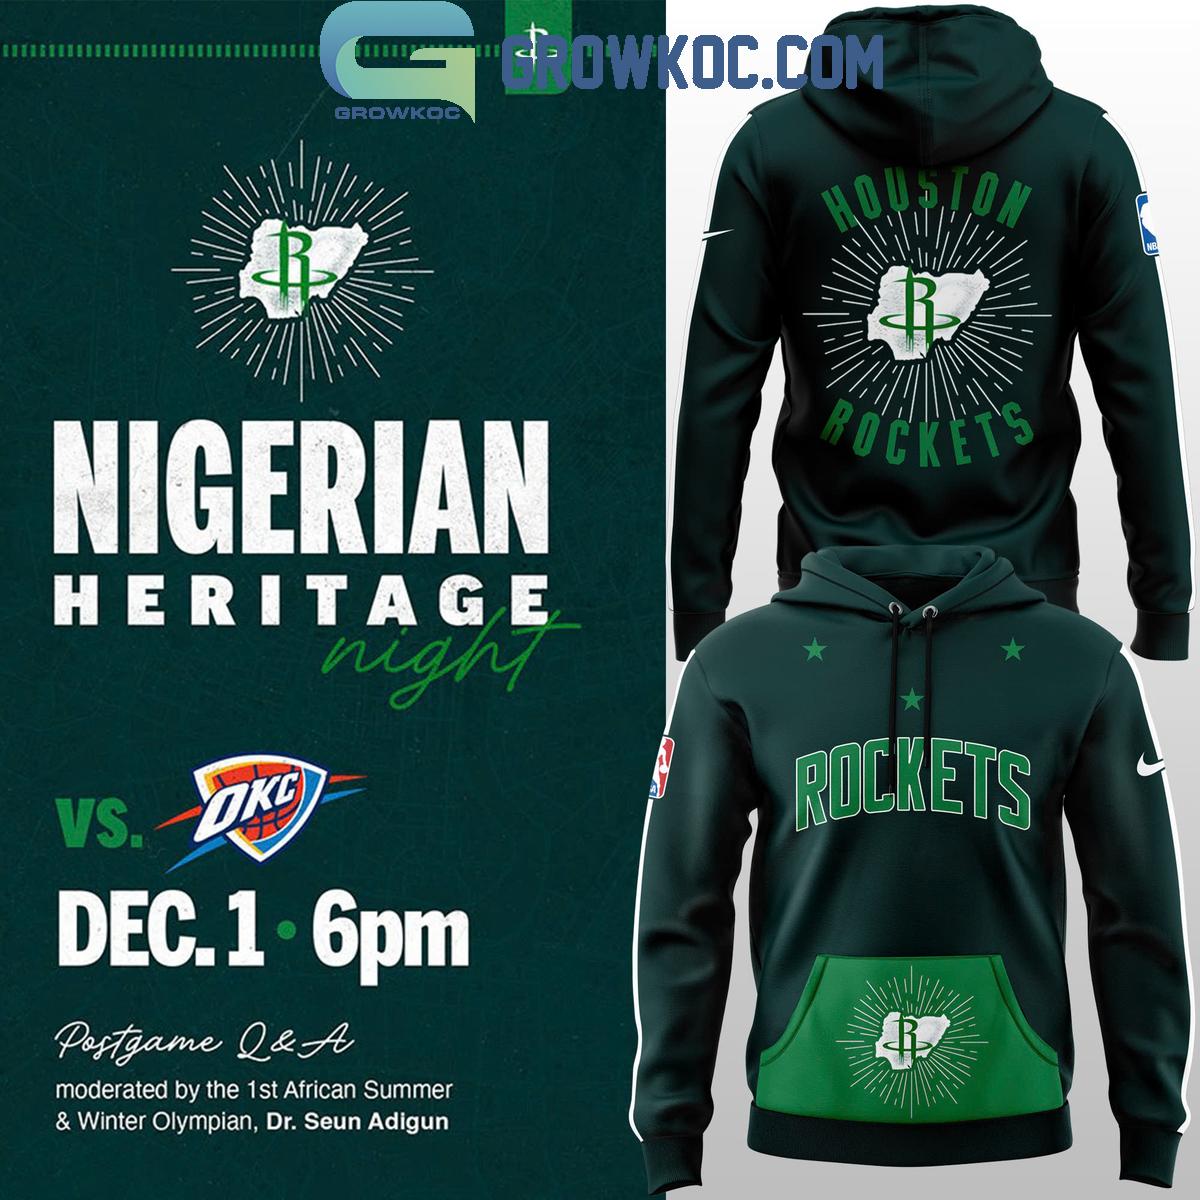 GROWKOC
GROWKOC.COM
R
NIGERIAN
HERITAGE
night
VS. OKC
DEC. 1 • 6pm
Postgame Q & A
moderated by the 1st African Summer
& Winter Olympian, Dr. Seun Adigun
HOUSTON
R
ROCKETS
NBA
ROCKETS
R